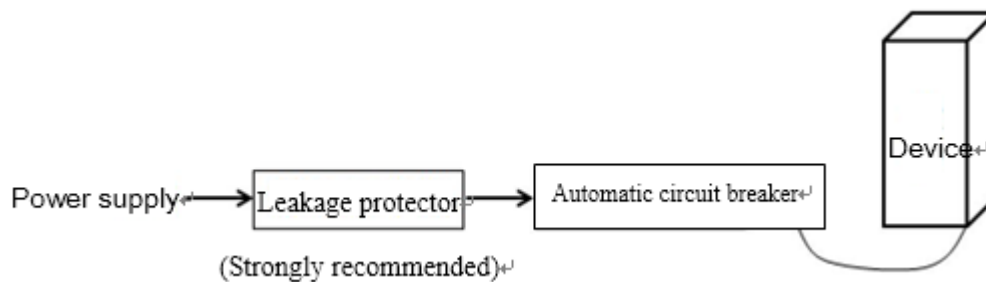 Device
Power supply
Leakage protector
Automatic circuit breaker
(Strongly recommended)